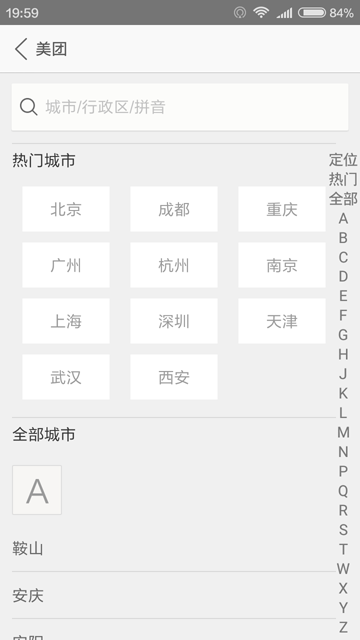 19:59 84%
美团
城市/行政区/拼音
热门城市
北京 成都 重庆
广州 杭州 南京
上海 深圳 天津
武汉 西安
全部城市
A
鞍山
安庆
安阳
定位
热门
全部
A
B
C
D
E
F
G
H
J
K
L
M
N
P
Q
R
S
T
W
X
Y
Z